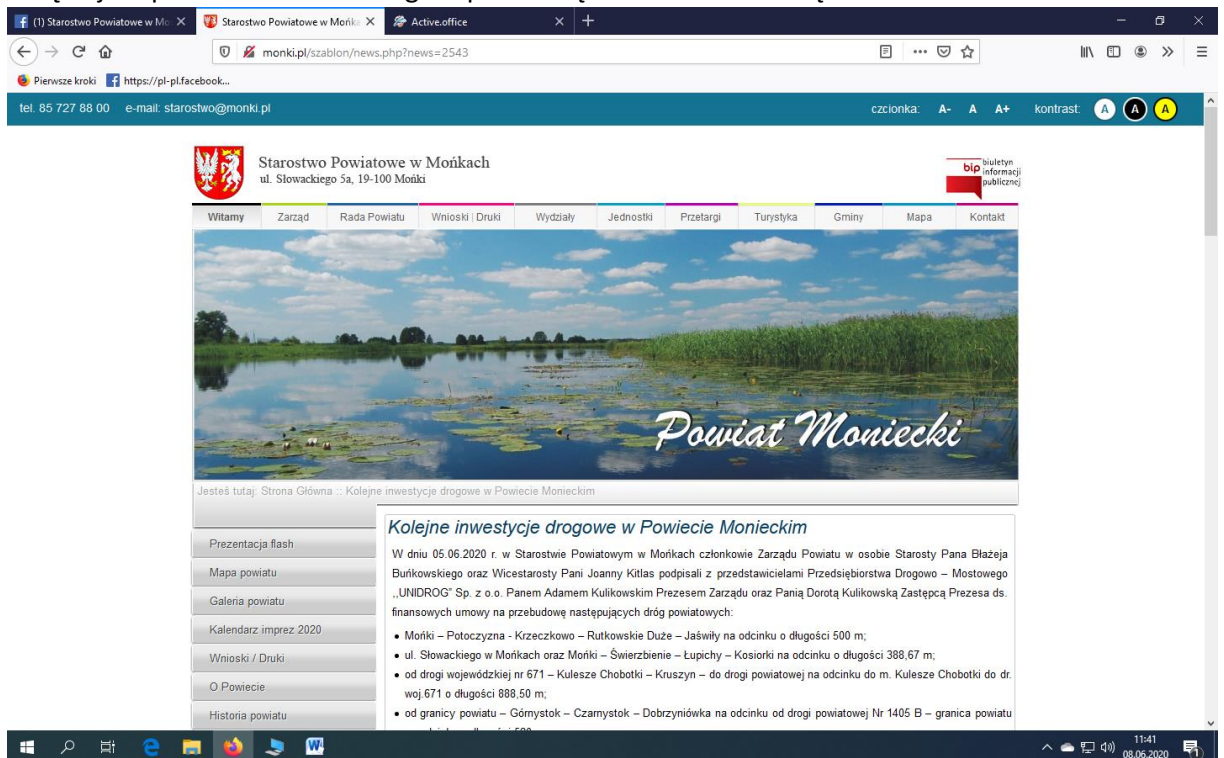 (1) Starostwo Powiatowe w Mo
Starostwo Powiatowe w Mońka
Active.office
monki.pl/szablon/news.php?news=2543
Pierwsze kroki
https://pl-pl.facebook...
tel. 85 727 88 00 e-mail: starostwo@monki.pl
czcionka: A- A A+ kontrast: A A A
Starostwo Powiatowe w Mońkach
ul. Słowackiego 5a, 19-100 Mońki
bip biuletyn
informacji
publicznej
Witamy Zarząd Rada Powiatu Wnioski | Druki Wydziały Jednostki Przetargi Turystyka Gminy Mapa Kontakt
Powiat Moniecki
Jesteś tutaj: Strona Główna :: Kolejne inwestycje drogowe w Powiecie Monieckim
Prezentacja flash
Mapa powiatu
Galeria powiatu
Kalendarz imprez 2020
Wnioski / Druki
O Powiecie
Historia powiatu
Kolejne inwestycje drogowe w Powiecie Monieckim
W dniu 05.06.2020 r. w Starostwie Powiatowym w Mońkach członkowie Zarządu Powiatu w osobie Starosty Pana Błażeja
Buńkowskiego oraz Wicestarosty Pani Joanny Kitlas podpisali z przedstawicielami Przedsiębiorstwa Drogowo – Mostowego
,,UNIDROG" Sp. z o.o. Panem Adamem Kulikowskim Prezesem Zarządu oraz Panią Dorotą Kulikowską Zastępcą Prezesa ds.
finansowych umowy na przebudowę następujących dróg powiatowych:
• Mońki – Potoczyzna - Krzeczkowo – Rutkowskie Duże – Jaświły na odcinku o długości 500 m;
• ul. Słowackiego w Mońkach oraz Mońki – Świerzbienie – Łupichy – Kosiorki na odcinku o długości 388,67 m;
• od drogi wojewódzkiej nr 671 – Kulesze Chobotki – Kruszyn – do drogi powiatowej na odcinku do m. Kulesze Chobotki do dr.
woj.671 o długości 888,50 m;
• od granicy powiatu – Górnystok – Czarnystok – Dobrzyniówka na odcinku od drogi powiatowej Nr 1405 B – granica powiatu
11:41
08.06.2020